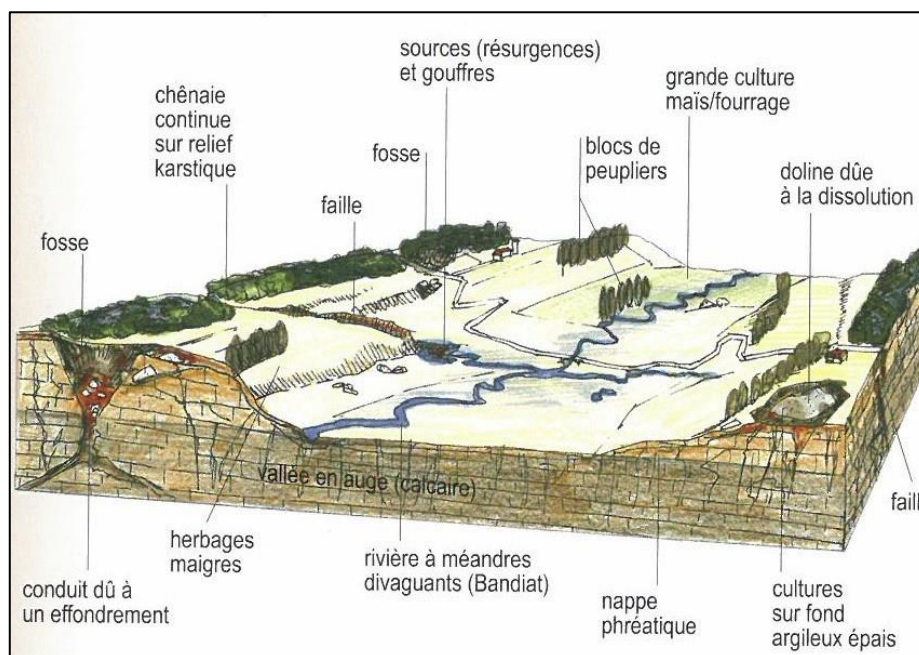 sources (résurgences)
et gouffres
grande culture
maïs/fourrage
chênaie
continue
sur relief
karstique
fosse
blocs de
peupliers
doline dûe
à la dissolution
faille
fosse
vallée en auge (calcaire)
faill
herbages
maigres
rivière à méandres
divaguants (Bandiat)
conduit dû à
un effondrement
nappe
phréatique
cultures
sur fond
argileux épais